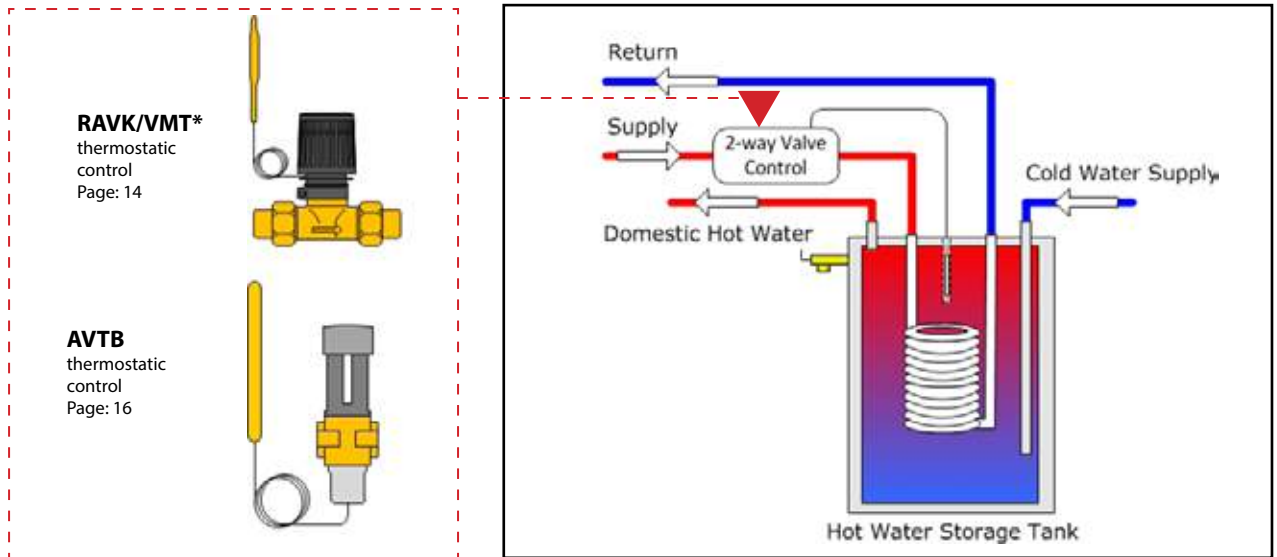 RAVK/VMT*
thermostatic
control
Page: 14
AVTB
thermostatic
control
Page: 16
Return
Supply
2-way Valve
Control
Cold Water Supply
Domestic Hot Water
Hot Water Storage Tank